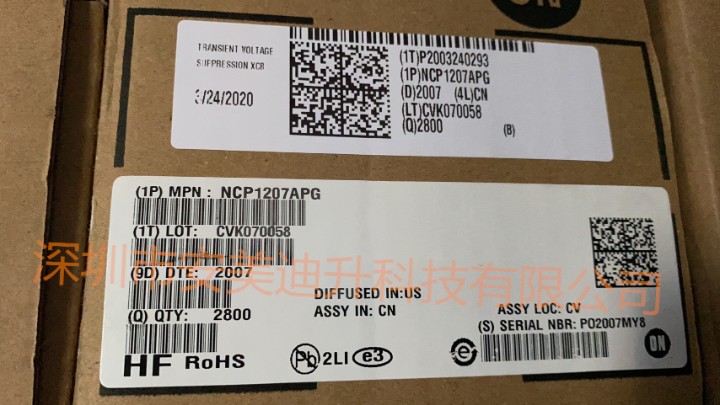 ON
TRANSIENT VOLTAGE
SUPPRESSION XCB
3/24/2020
(1T)P2003240293
(1P)NCP1207APG
(D)2007 (4L)CN
(LT)CVK070058
(Q)2800 (B)
(1P) MPN : NCP1207APG
(1T) LOT: CVK070058
深圳市安美迪升科技有限公司
(9D) DTE: 2007
DIFFUSED IN:US
ASSY IN: CN
ASSY LOC: CV
(Q) QTY: 2800
(S) SERIAL NBR: PO2007MY8
HF RoHS
Pb 2LI e3
e
ON